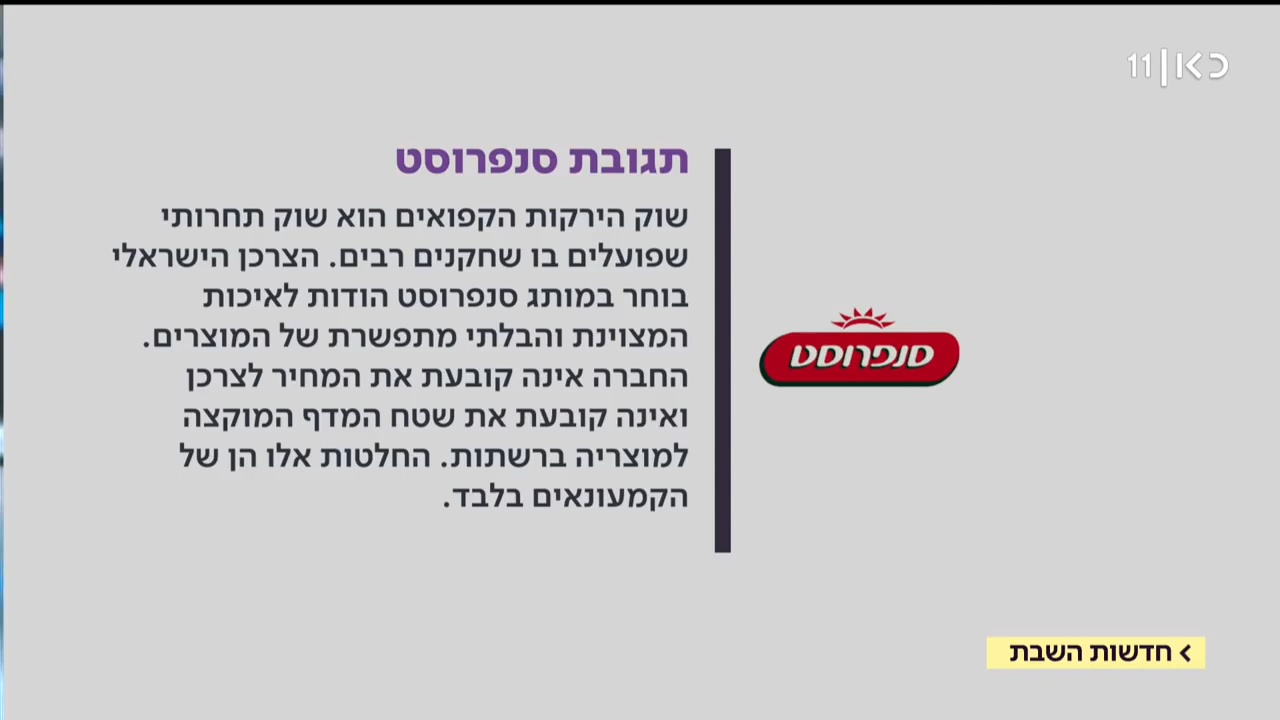 כאן 11
תגובת סנפרוסט
שוק הירקות הקפואים הוא שוק תחרותי
שפועלים בו שחקנים רבים. הצרכן הישראלי
בוחר במותג סנפרוסט הודות לאיכות
המצוינת והבלתי מתפשרת של המוצרים.
החברה אינה קובעת את המחיר לצרכן
ואינה קובעת את שטח המדף המוקצה
למוצריה ברשתות. החלטות אלו הן של
הקמעונאים בלבד.
סנפרוסט
חדשות השבת